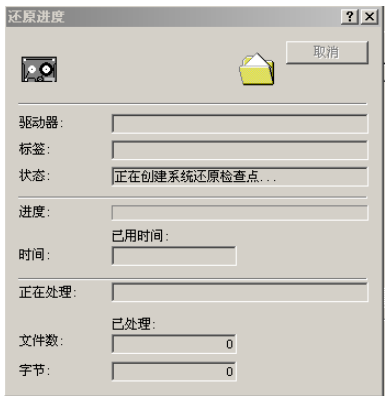 还原进度
取消
驱动器:
标签:
状态: 正在创建系统还原检查点...
进度:
已用时间:
时间:
正在处理:
已处理:
文件数: 0
字节: 0